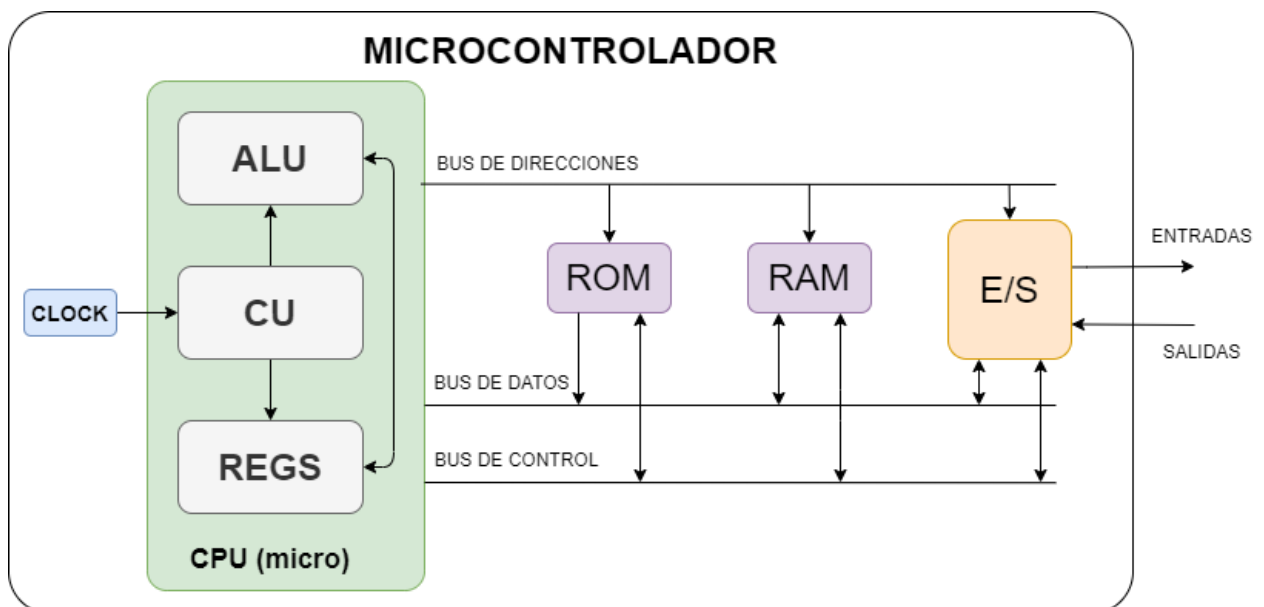 MICROCONTROLADOR
ALU
BUS DE DIRECCIONES
ENTRADAS
ROM
RAM
E/S
CLOCK
CU
SALIDAS
BUS DE DATOS
REGS
BUS DE CONTROL
CPU (micro)